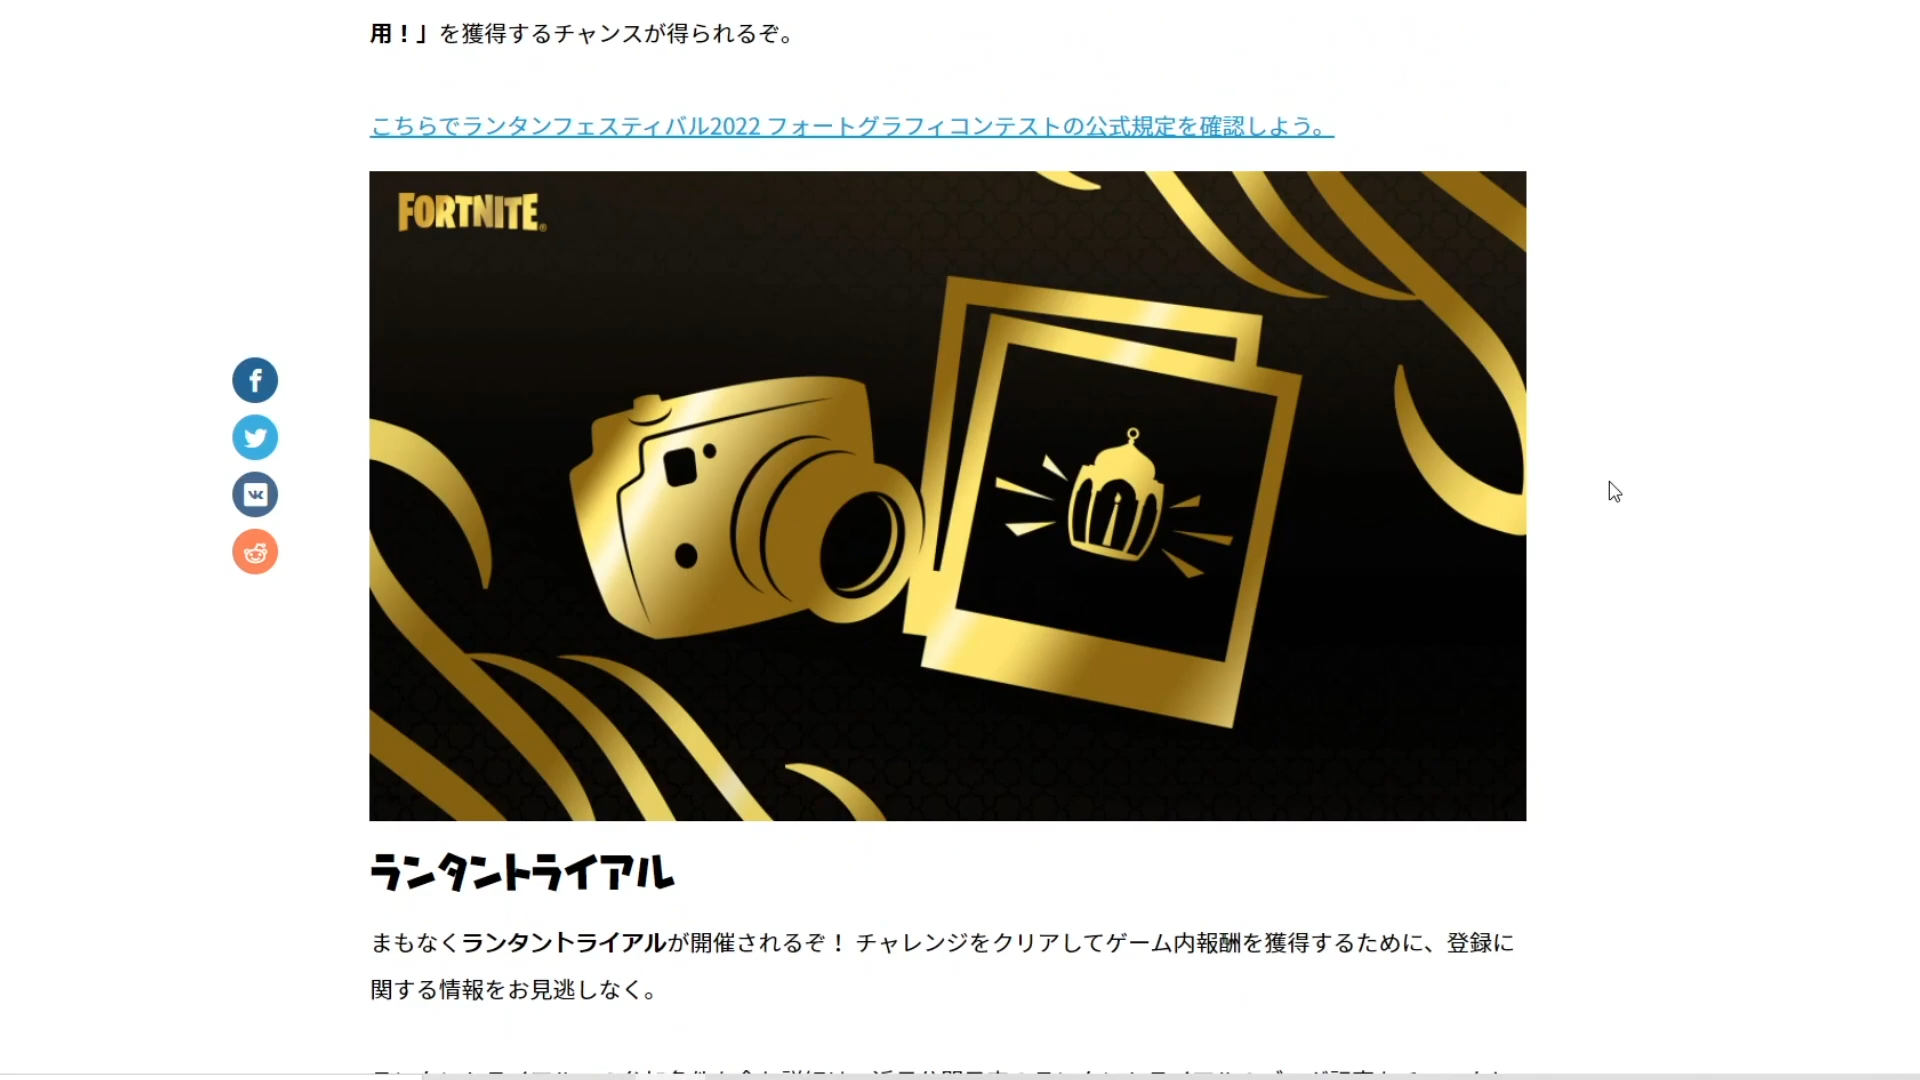 用！」を獲得するチャンスが得られるぞ。
こちらでランタンフェスティバル2022 フォートグラフィコンテストの公式規定を確認しよう。
FORTNITE
ランタントライアル
まもなくランタントライアルが開催されるぞ！ チャレンジをクリアしてゲーム内報酬を獲得するために、登録に
関する情報をお見逃しなく。